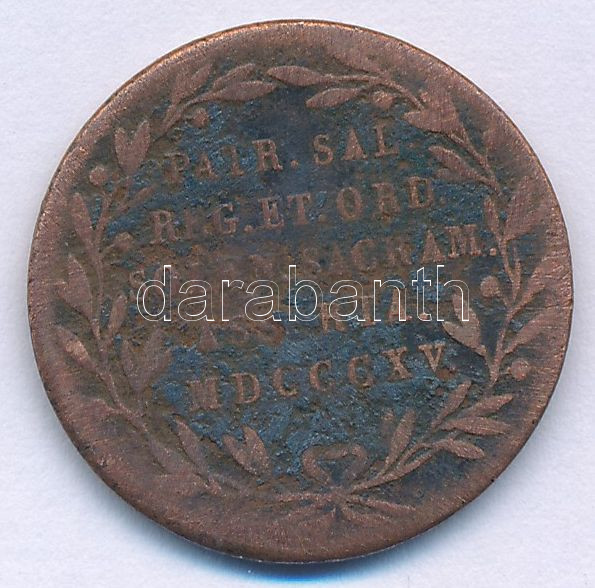 PATR. SAL.
REG. ET. ORD.
SACRAM.
darabanth
MDCCCXV.